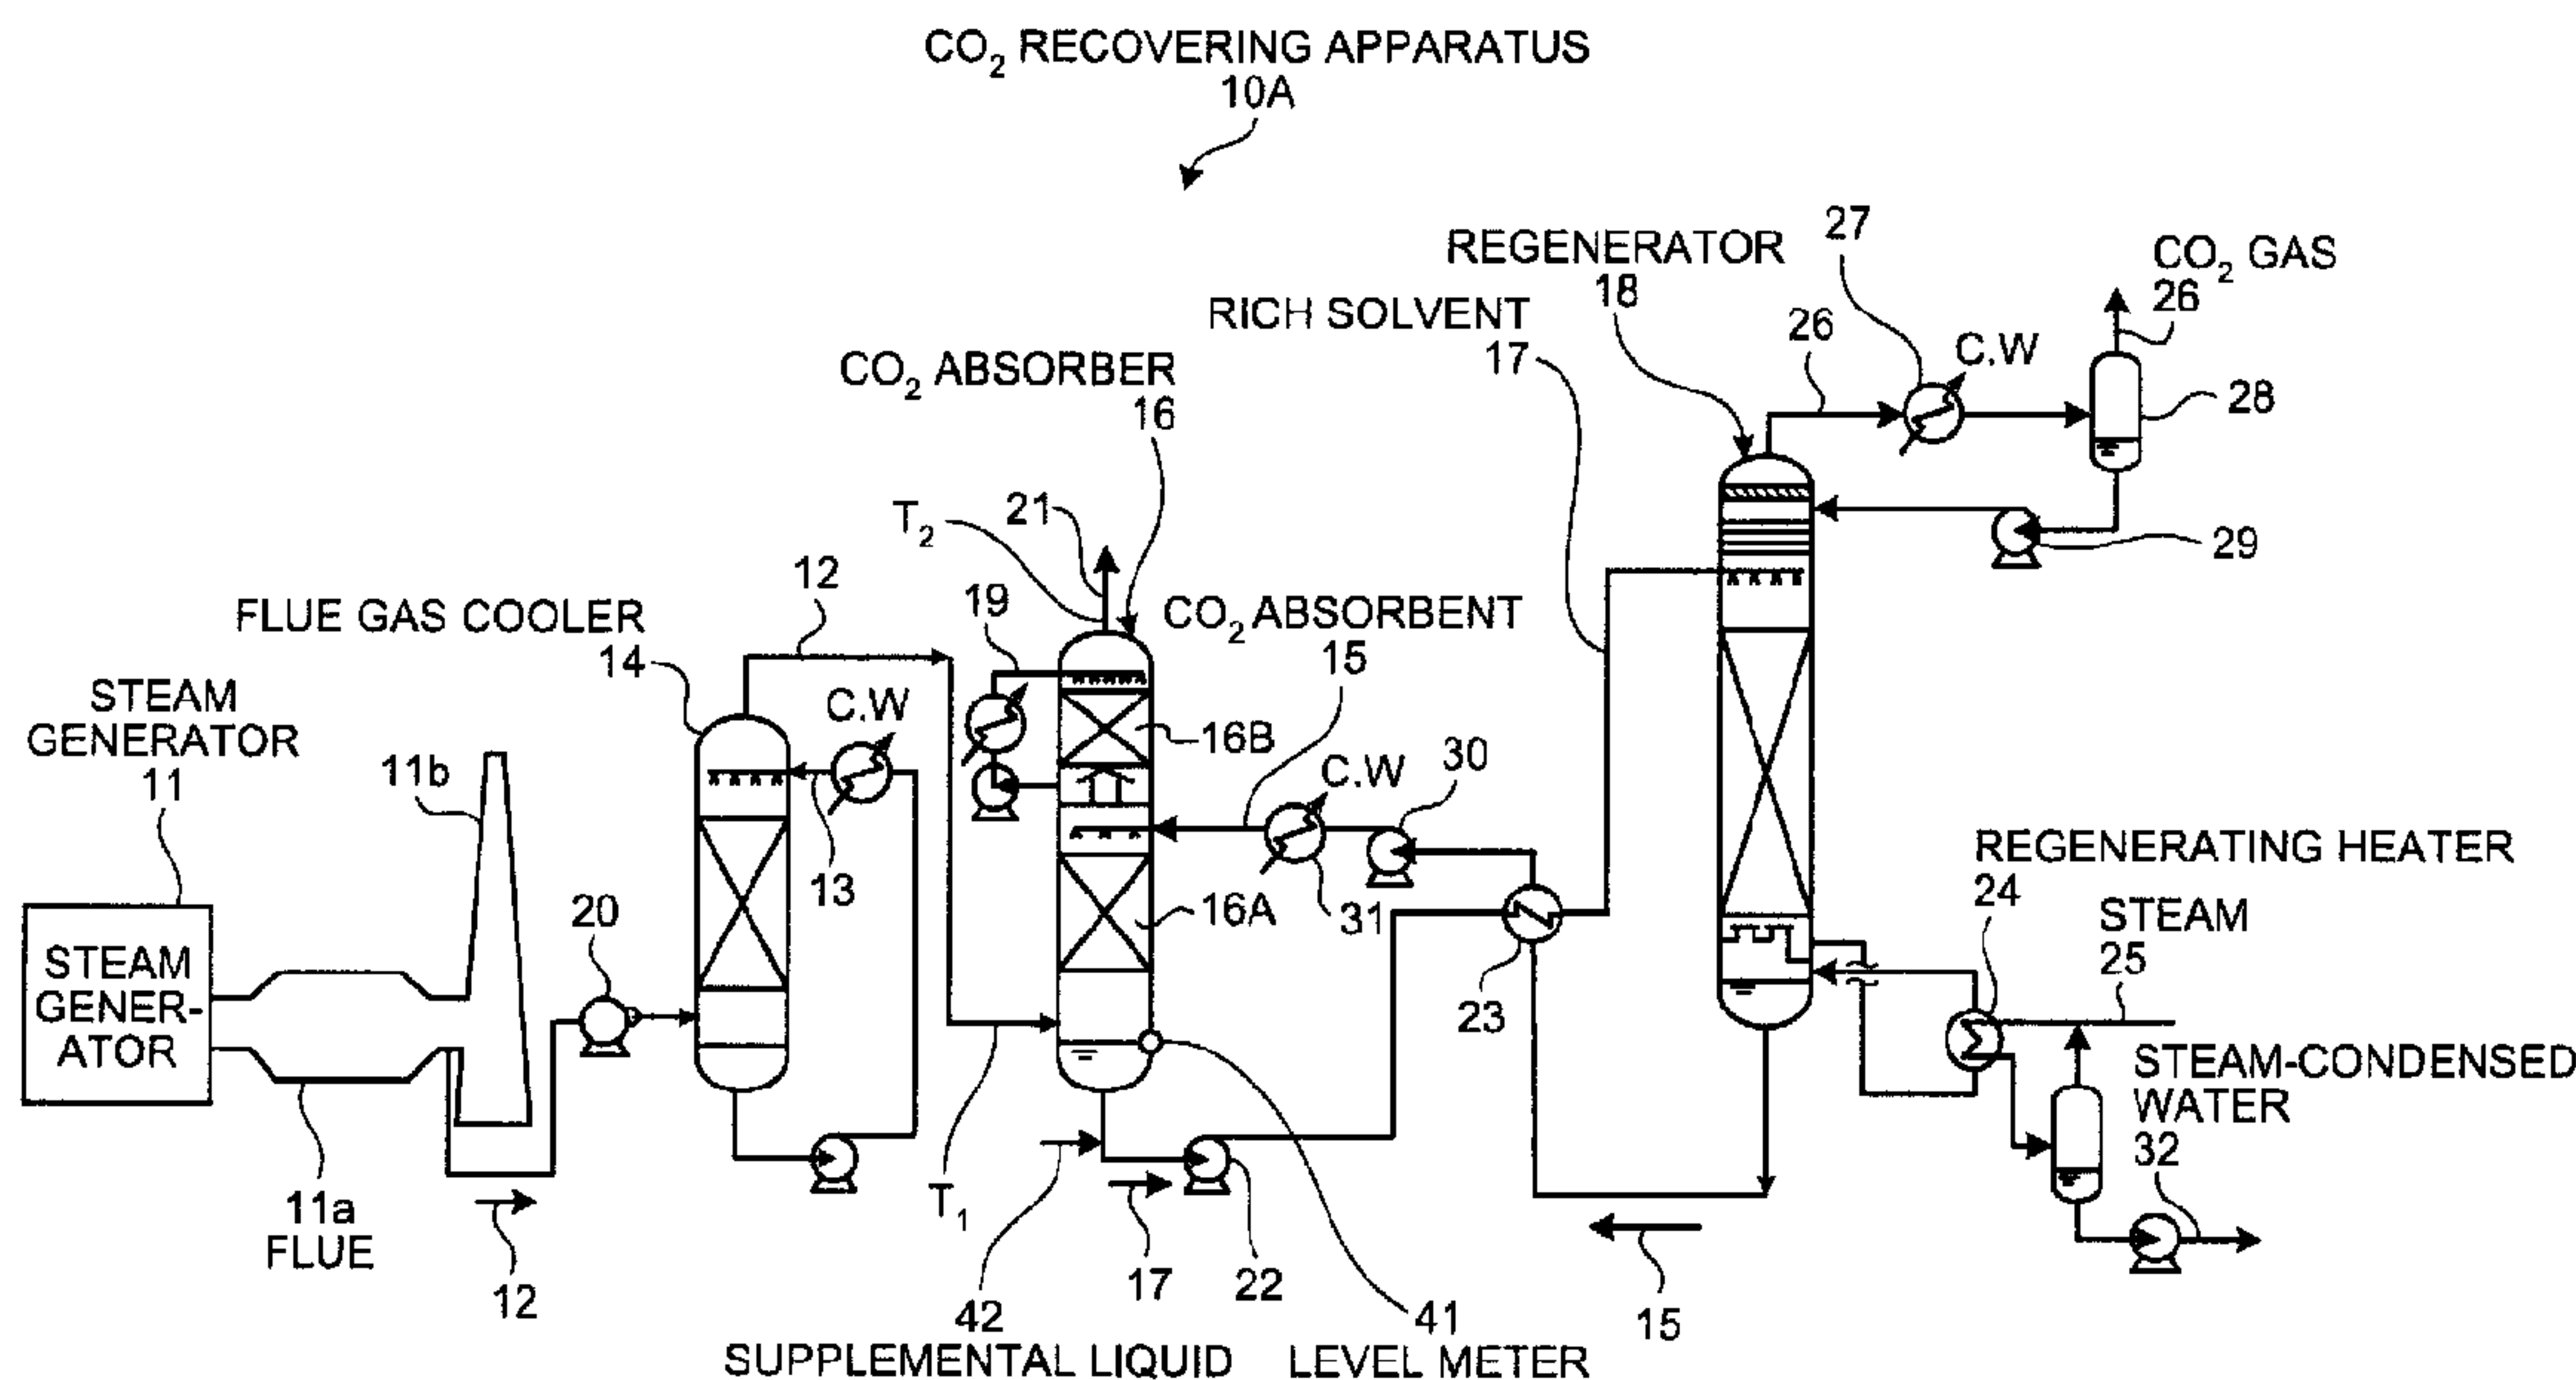 CO₂ RECOVERING APPARATUS
10A
REGENERATOR
18
27
CO₂ GAS
26
26
C.W
28
29
RICH SOLVENT
17
CO₂ ABSORBER
16
T₂
21
12
19
CO₂ ABSORBENT
15
FLUE GAS COOLER
14
STEAM
GENERATOR
11
11b
C.W
13
16B
16A
C.W
30
31
23
REGENERATING HEATER
24
STEAM
25
STEAM-CONDENSED
WATER
32
STEAM
GENER-
ATOR
20
11a
FLUE
12
T₁
42
SUPPLEMENTAL LIQUID
17
22
41
LEVEL METER
15